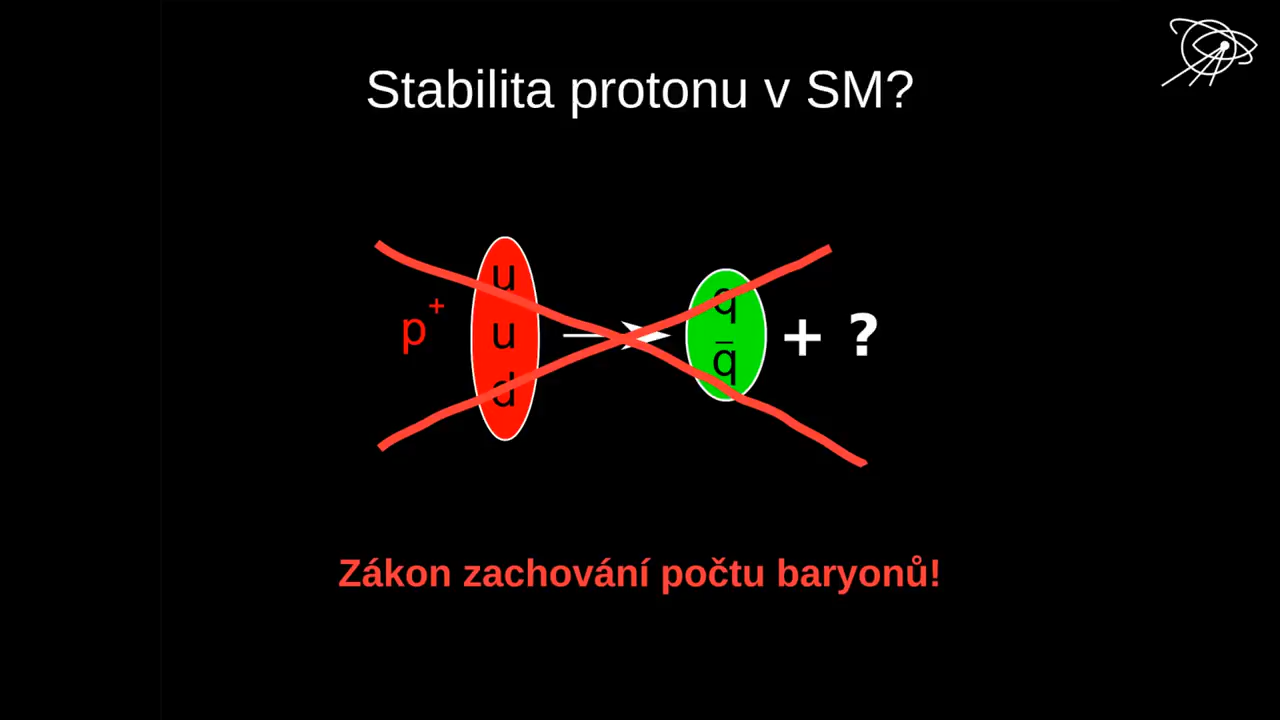 Stabilita protonu v SM?
u
p⁺ u q + ?
d q̄
Zákon zachování počtu baryonů!